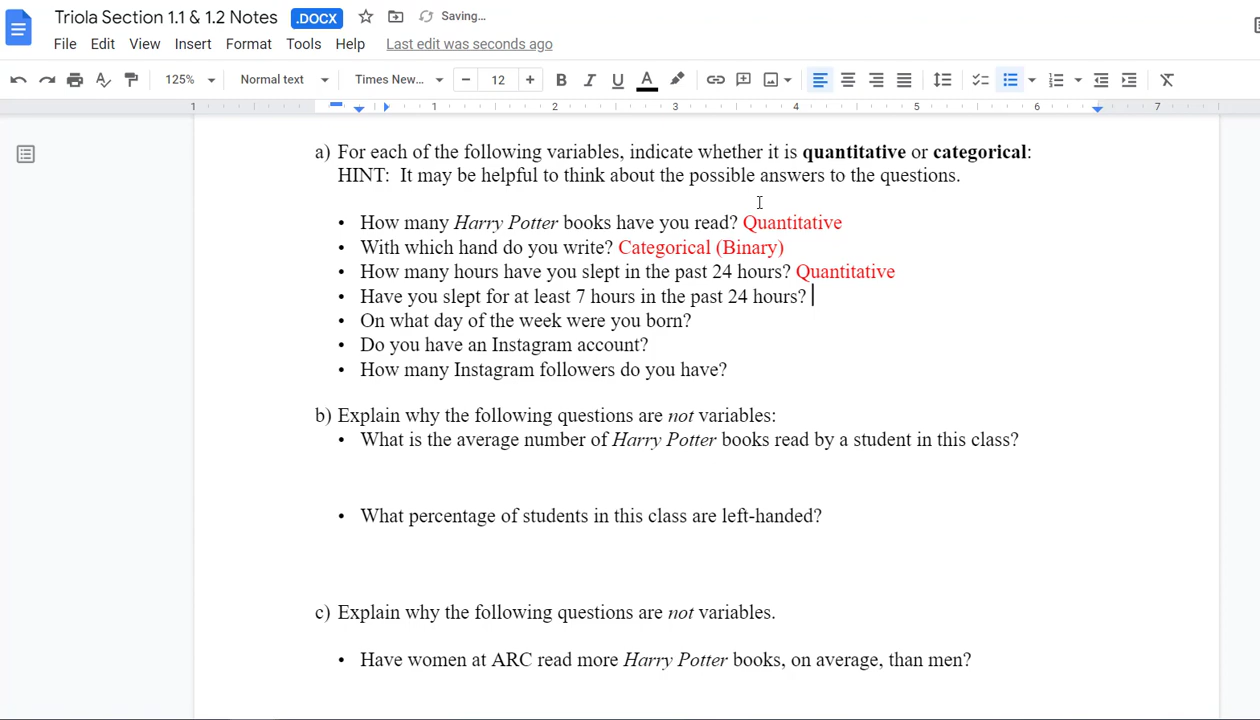 Triola Section 1.1 & 1.2 Notes .DOCX Saving…
File Edit View Insert Format Tools Help Last edit was seconds ago
125% Normal text Times New… 12 B I U A
1 1 2 3 4 5 6 7
a) For each of the following variables, indicate whether it is quantitative or categorical:
HINT: It may be helpful to think about the possible answers to the questions.
• How many Harry Potter books have you read? Quantitative
• With which hand do you write? Categorical (Binary)
• How many hours have you slept in the past 24 hours? Quantitative
• Have you slept for at least 7 hours in the past 24 hours?
• On what day of the week were you born?
• Do you have an Instagram account?
• How many Instagram followers do you have?
b) Explain why the following questions are not variables:
• What is the average number of Harry Potter books read by a student in this class?
• What percentage of students in this class are left-handed?
c) Explain why the following questions are not variables.
• Have women at ARC read more Harry Potter books, on average, than men?